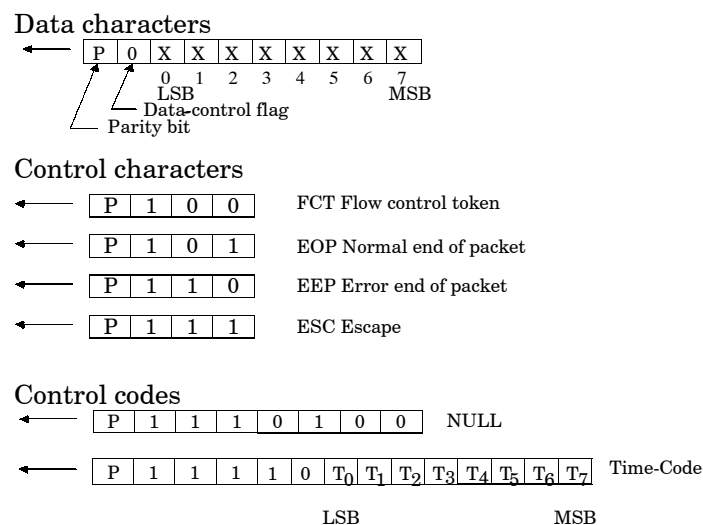 Data characters
P 0 X X X X X X X X
0 1 2 3 4 5 6 7
LSB MSB
Data-control flag
Parity bit
Control characters
P 1 0 0 FCT Flow control token
P 1 0 1 EOP Normal end of packet
P 1 1 0 EEP Error end of packet
P 1 1 1 ESC Escape
Control codes
P 1 1 1 0 1 0 0 NULL
P 1 1 1 1 0 T0 T1 T2 T3 T4 T5 T6 T7 Time-Code
LSB MSB